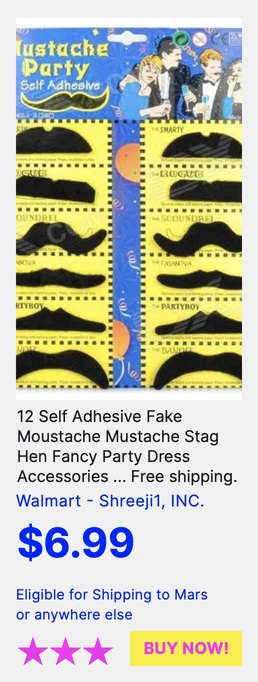 Mustache
Party
Self Adhesive
THE SMARTY
ROGUE
THE ROGUE
SCOUNDREL
THE SCOUNDREL
CASANOVA
THE CASANOVA
PARTYBOY
THE PARTYBOY
BANDIT
THE BANDIT
12 Self Adhesive Fake
Moustache Mustache Stag
Hen Fancy Party Dress
Accessories ... Free shipping.
Walmart - Shreeji1, INC.
$6.99
Eligible for Shipping to Mars
or anywhere else
BUY NOW!